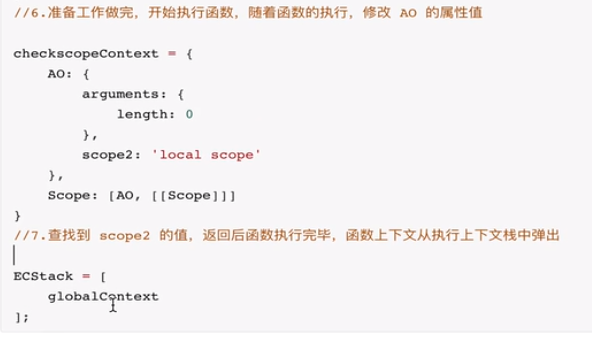 //6.准备工作做完，开始执行函数，随着函数的执行，修改 AO 的属性值
checkscopeContext = {
    AO: {
        arguments: {
            length: 0
        },
        scope2: 'local scope'
    },
    Scope: [AO, [[Scope]]]
}
//7.查找到 scope2 的值，返回后函数执行完毕，函数上下文从执行上下文栈中弹出
ECStack = [
    globalContext
];